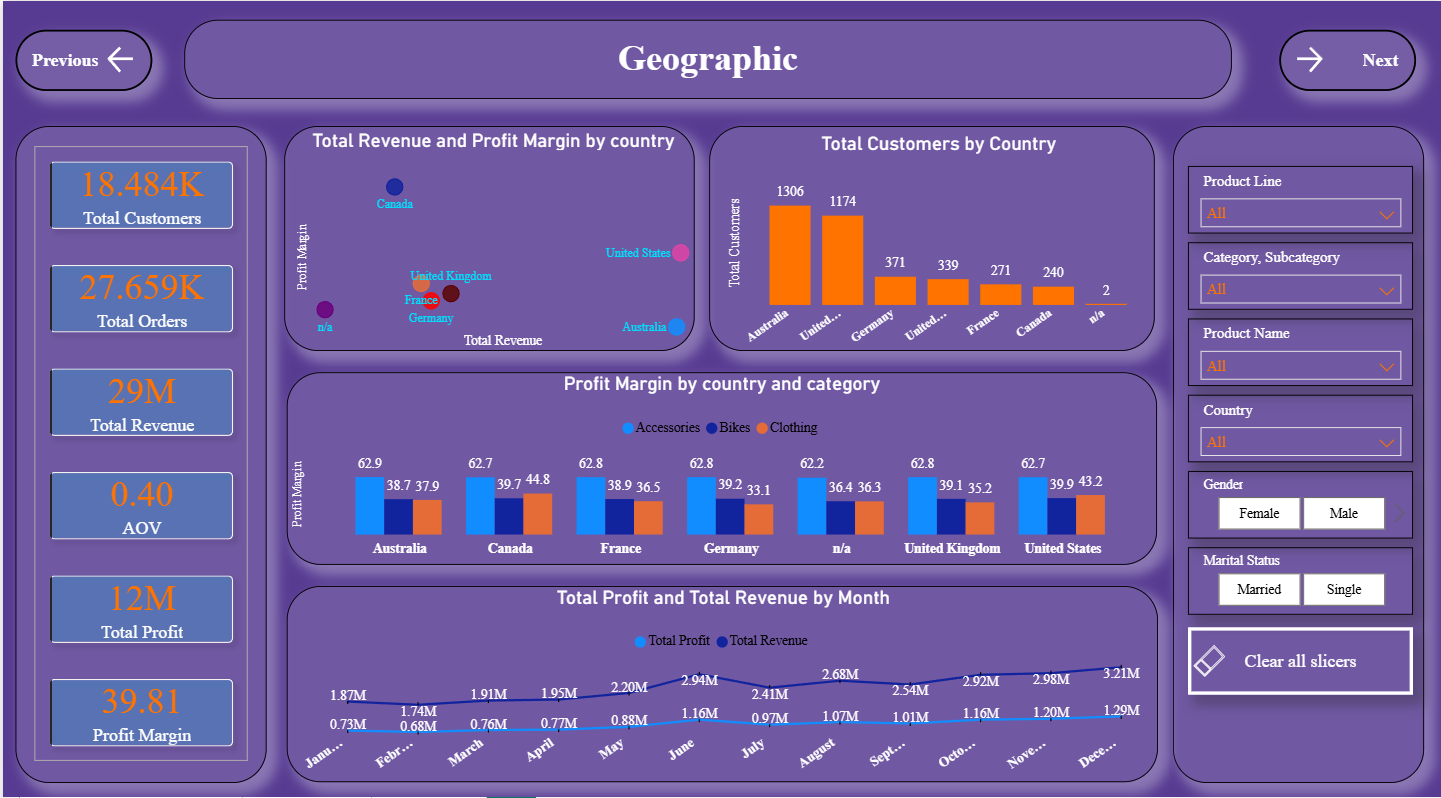 Previous
Geographic
Next
18.484K
Total Customers
27.659K
Total Orders
29M
Total Revenue
0.40
AOV
12M
Total Profit
39.81
Profit Margin
Total Revenue and Profit Margin by country
Profit Margin
Canada
United States
United Kingdom
France
Germany
n/a
Australia
Total Revenue
Total Customers by Country
Total Customers
1306
1174
371
339
271
240
2
Australia
United...
Germany
United...
France
Canada
n/a
Profit Margin by country and category
Accessories Bikes Clothing
Profit Margin
62.9 38.7 37.9
62.7 39.7 44.8
62.8 38.9 36.5
62.8 39.2 33.1
62.2 36.4 36.3
62.8 39.1 35.2
62.7 39.9 43.2
Australia Canada France Germany n/a United Kingdom United States
Total Profit and Total Revenue by Month
Total Profit Total Revenue
1.87M 1.74M 1.91M 1.95M 2.20M 2.94M 2.41M 2.68M 2.54M 2.92M 2.98M 3.21M
0.73M 0.68M 0.76M 0.77M 0.88M 1.16M 0.97M 1.07M 1.01M 1.16M 1.20M 1.29M
Janu... Febr... March April May June July August Sept... Octo... Nove... Dece...
Product Line
All
Category, Subcategory
All
Product Name
All
Country
All
Gender
Female Male
Marital Status
Married Single
Clear all slicers